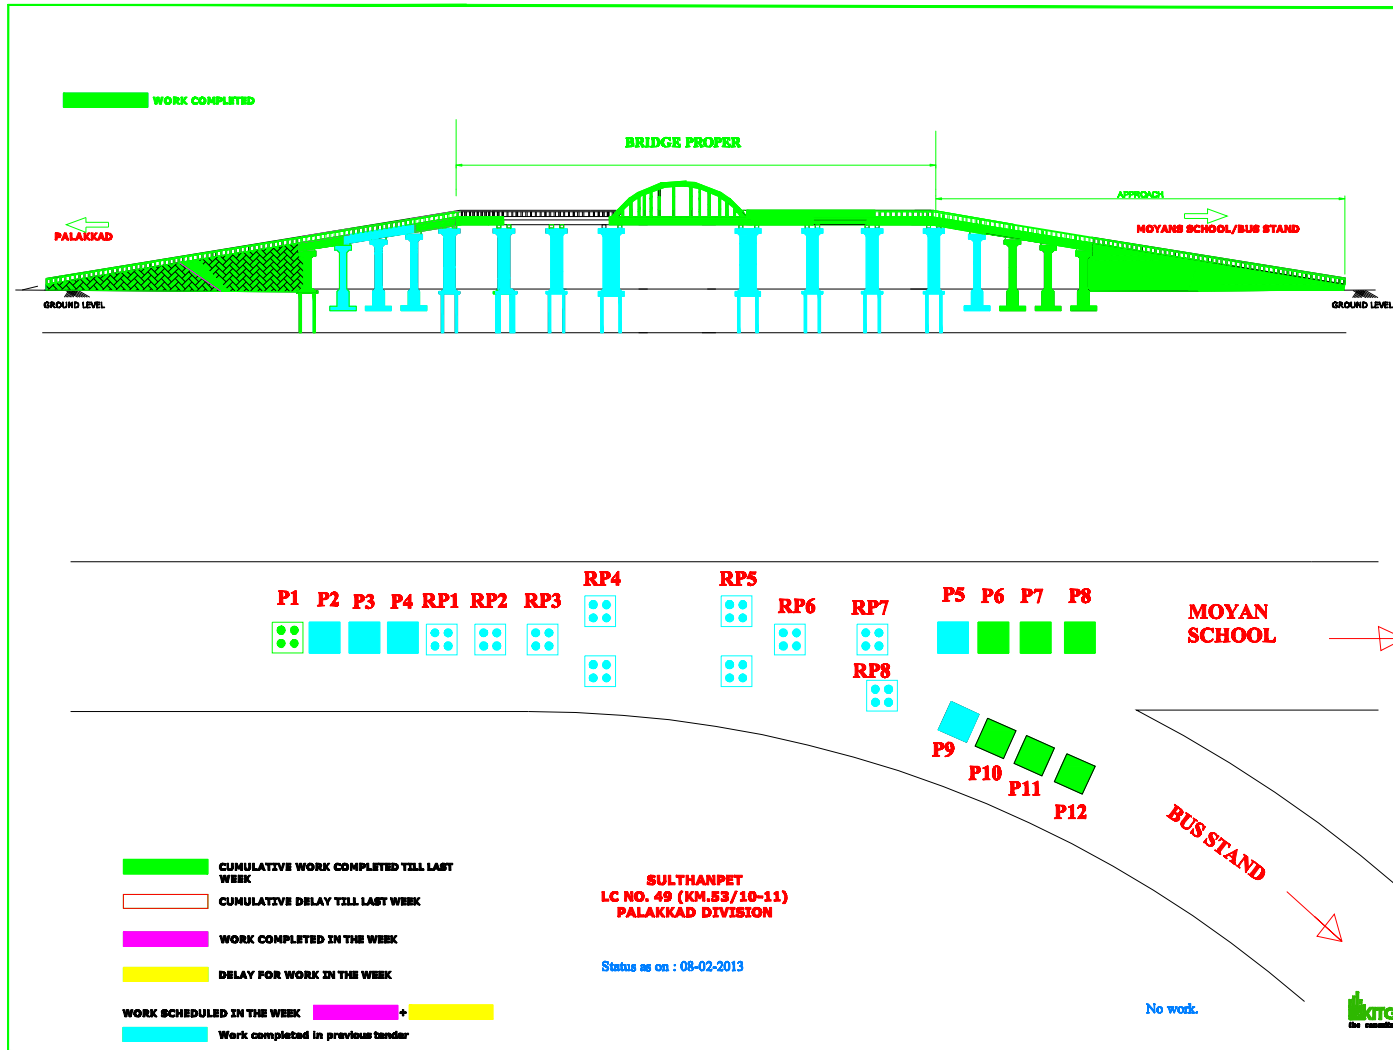 WORK COMPLETED
BRIDGE PROPER
APPROACH
PALAKKAD
MOYANS SCHOOL/BUS STAND
GROUND LEVEL
GROUND LEVEL
RP4
RP5
P1
P2
P3
P4
RP1
RP2
RP3
RP6
RP7
P5
P6
P7
P8
MOYAN
SCHOOL
RP8
P9
P10
P11
P12
BUS STAND
CUMULATIVE WORK COMPLETED TILL LAST
WEEK
CUMULATIVE DELAY TILL LAST WEEK
WORK COMPLETED IN THE WEEK
DELAY FOR WORK IN THE WEEK
WORK SCHEDULED IN THE WEEK +
Work completed in previous tender
SULTHANPET
LC NO. 49 (KM.53/10-11)
PALAKKAD DIVISION
Status as on : 08-02-2013
No work.
KITC
the